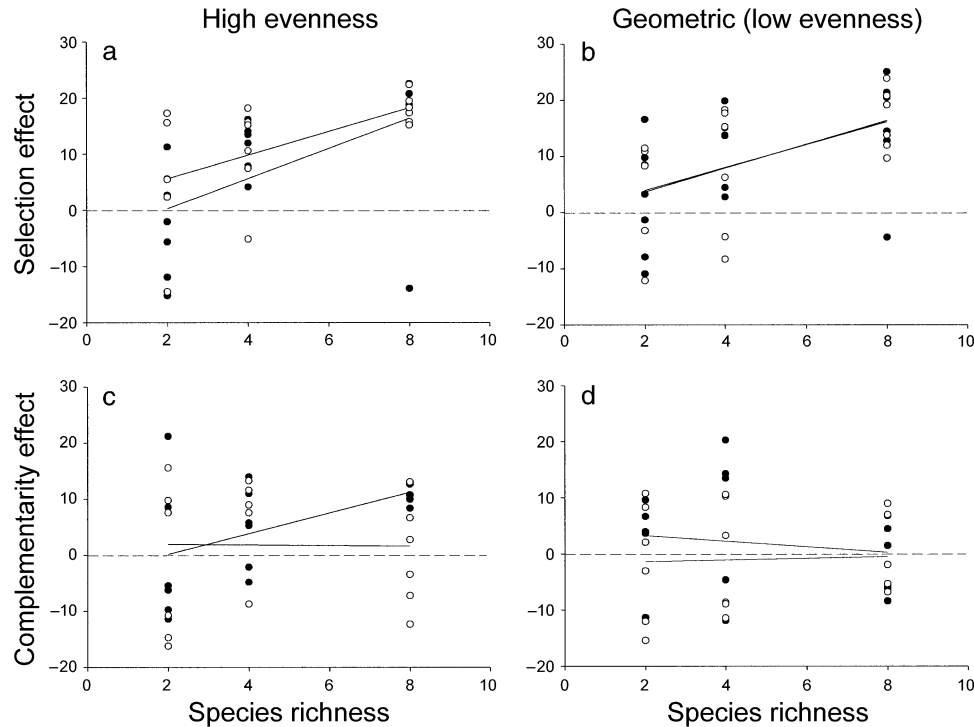 High evenness
Geometric (low evenness)
a
b
Selection effect
30
20
10
0
–10
–20
0 2 4 6 8 10
30
20
10
0
–10
–20
0 2 4 6 8 10
c
d
Complementarity effect
30
20
10
0
–10
–20
0 2 4 6 8 10
Species richness
30
20
10
0
–10
–20
0 2 4 6 8 10
Species richness